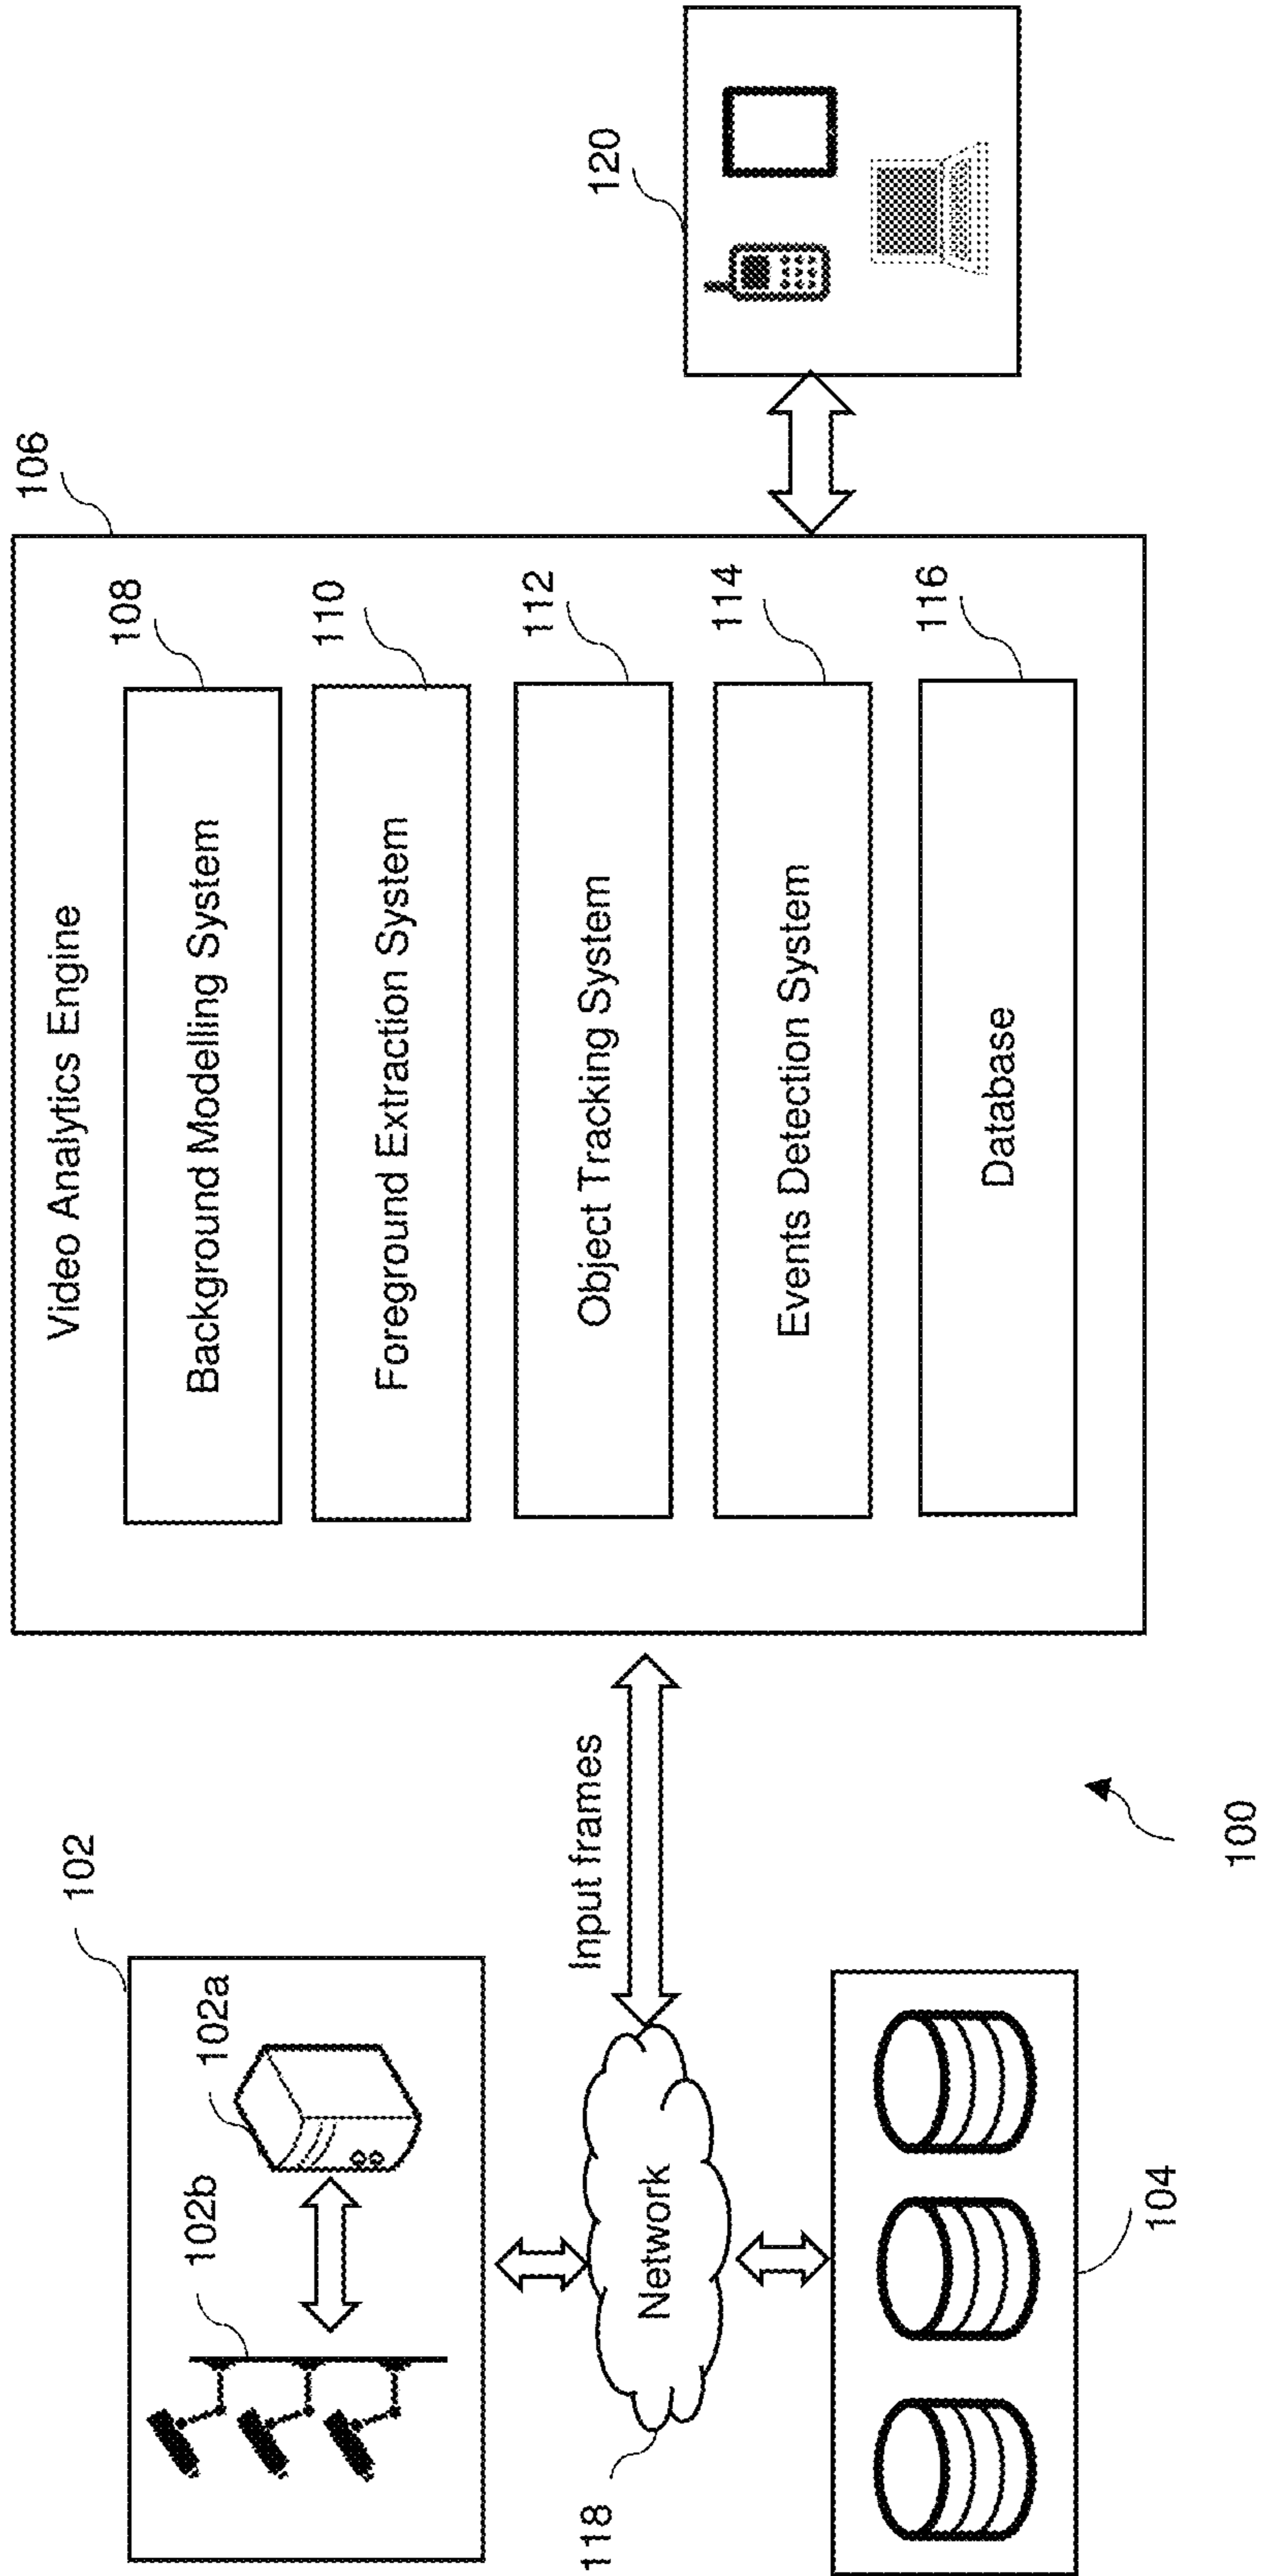 102
102b
102a
118
Network
Input frames
104
100
106
Video Analytics Engine
108
Background Modelling System
110
Foreground Extraction System
112
Object Tracking System
114
Events Detection System
116
Database
120